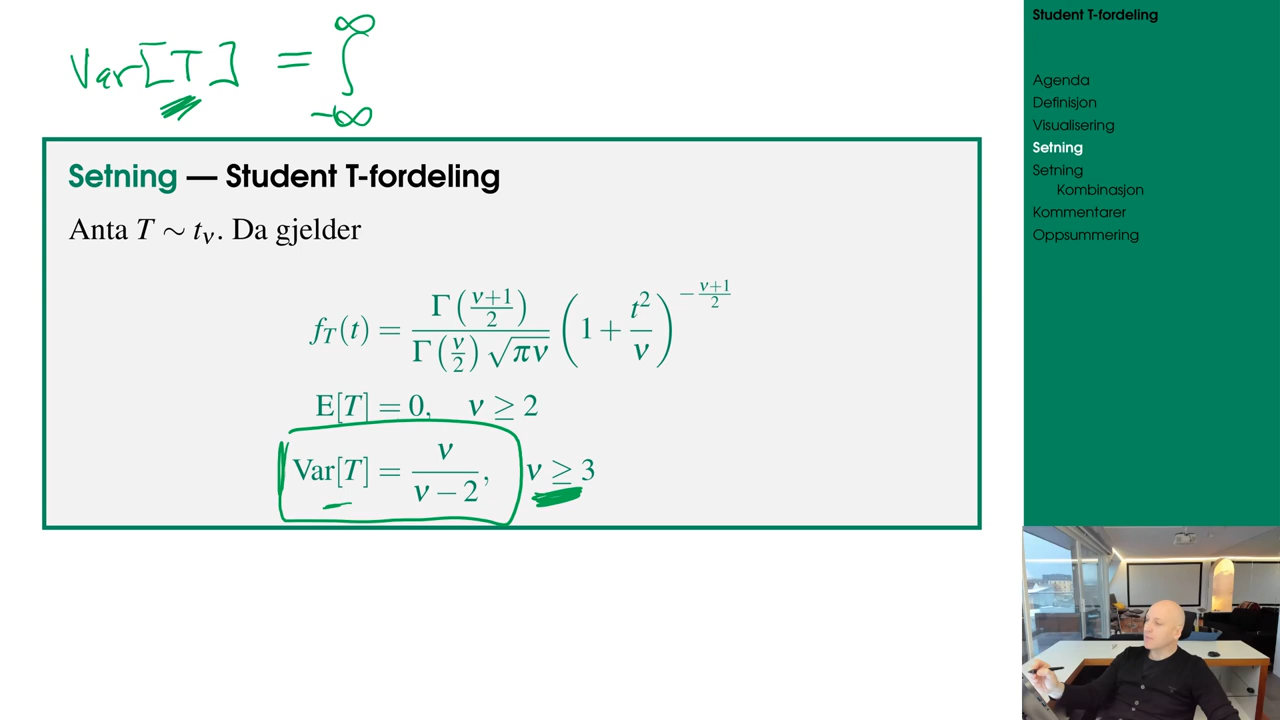 Var[T] = ∫_{-∞}^{∞}
Setning — Student T-fordeling
Anta T ∼ t_ν. Da gjelder
f_T(t) = Γ((ν+1)/2) / (Γ(ν/2) √(πν)) (1 + t²/ν)^{-(ν+1)/2}
E[T] = 0, ν ≥ 2
Var[T] = ν/(ν − 2), ν ≥ 3
Student T-fordeling
Agenda
Definisjon
Visualisering
Setning
Setning
Kombinasjon
Kommentarer
Oppsummering